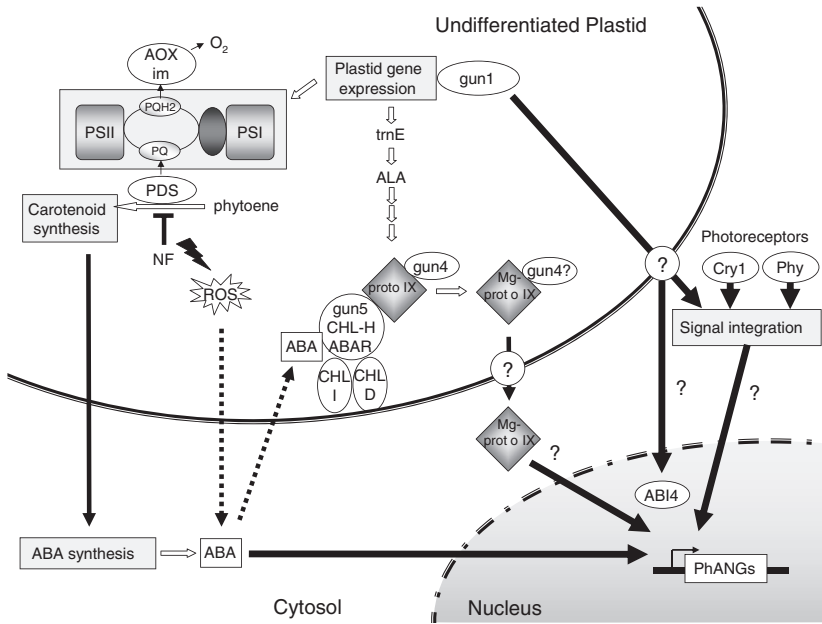 Undifferentiated Plastid
O2
AOX
im
Plastid gene
expression
gun1
PQH2
PSII
PSI
PQ
trnE
ALA
PDS
phytoene
Carotenoid
synthesis
NF
ROS
gun4
proto IX
Mg-
prot o IX
gun4?
?
Photoreceptors
Cry1
Phy
Signal integration
gun5
CHL-H
ABAR
ABA
CHL
I
CHL
D
?
?
?
Mg-
prot o IX
?
ABI4
ABA synthesis
ABA
PhANGs
Cytosol
Nucleus